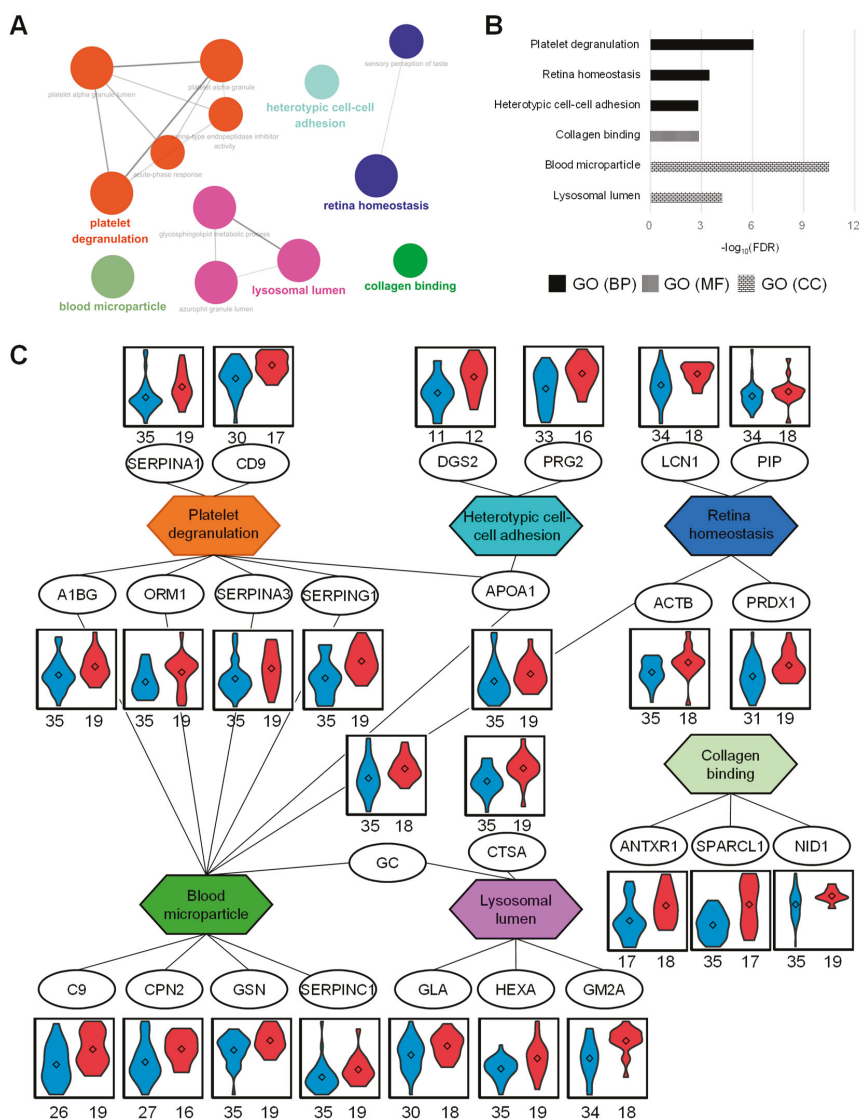 A
sensory perception of taste
platelet alpha granule
platelet alpha granule lumen
heterotypic cell-cell
adhesion
-type endopeptidase inhibitor
activity
acute-phase response
retina homeostasis
platelet
degranulation
glycosphingolipid metabolic process
collagen binding
lysosomal lumen
blood microparticle
azurophil granule lumen
B
Platelet degranulation
Retina homeostasis
Heterotypic cell-cell adhesion
Collagen binding
Blood microparticle
Lysosomal lumen
0 3 6 9 12
-log10(FDR)
GO (BP) GO (MF) GO (CC)
C
35 19 30 17 11 12 33 16 34 18 34 18
SERPINA1 CD9 DGS2 PRG2 LCN1 PIP
Platelet
degranulation
Heterotypic cell-
cell adhesion
Retina
homeostasis
A1BG ORM1 SERPINA3 SERPING1 APOA1 ACTB PRDX1
35 19 35 19 35 19 35 19 35 19 35 18 31 19
35 18 35 19
Collagen
binding
GC CTSA ANTXR1 SPARCL1 NID1
Blood
microparticle
Lysosomal
lumen
17 18 35 17 35 19
C9 CPN2 GSN SERPINC1 GLA HEXA GM2A
26 19 27 16 35 19 35 19 30 18 35 19 34 18